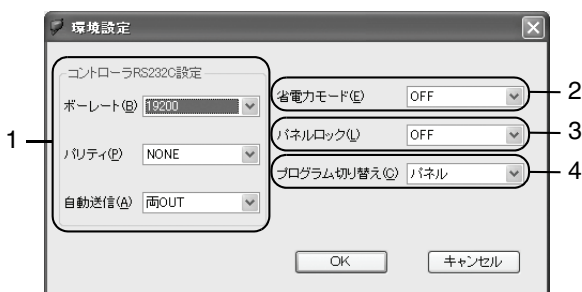 環境設定
コントローラRS232C設定
ボーレート(B) 19200
パリティ(P) NONE
自動送信(A) 両OUT
省電力モード(E) OFF
パネルロック(L) OFF
プログラム切り替え(C) パネル
OK キャンセル
1
2
3
4